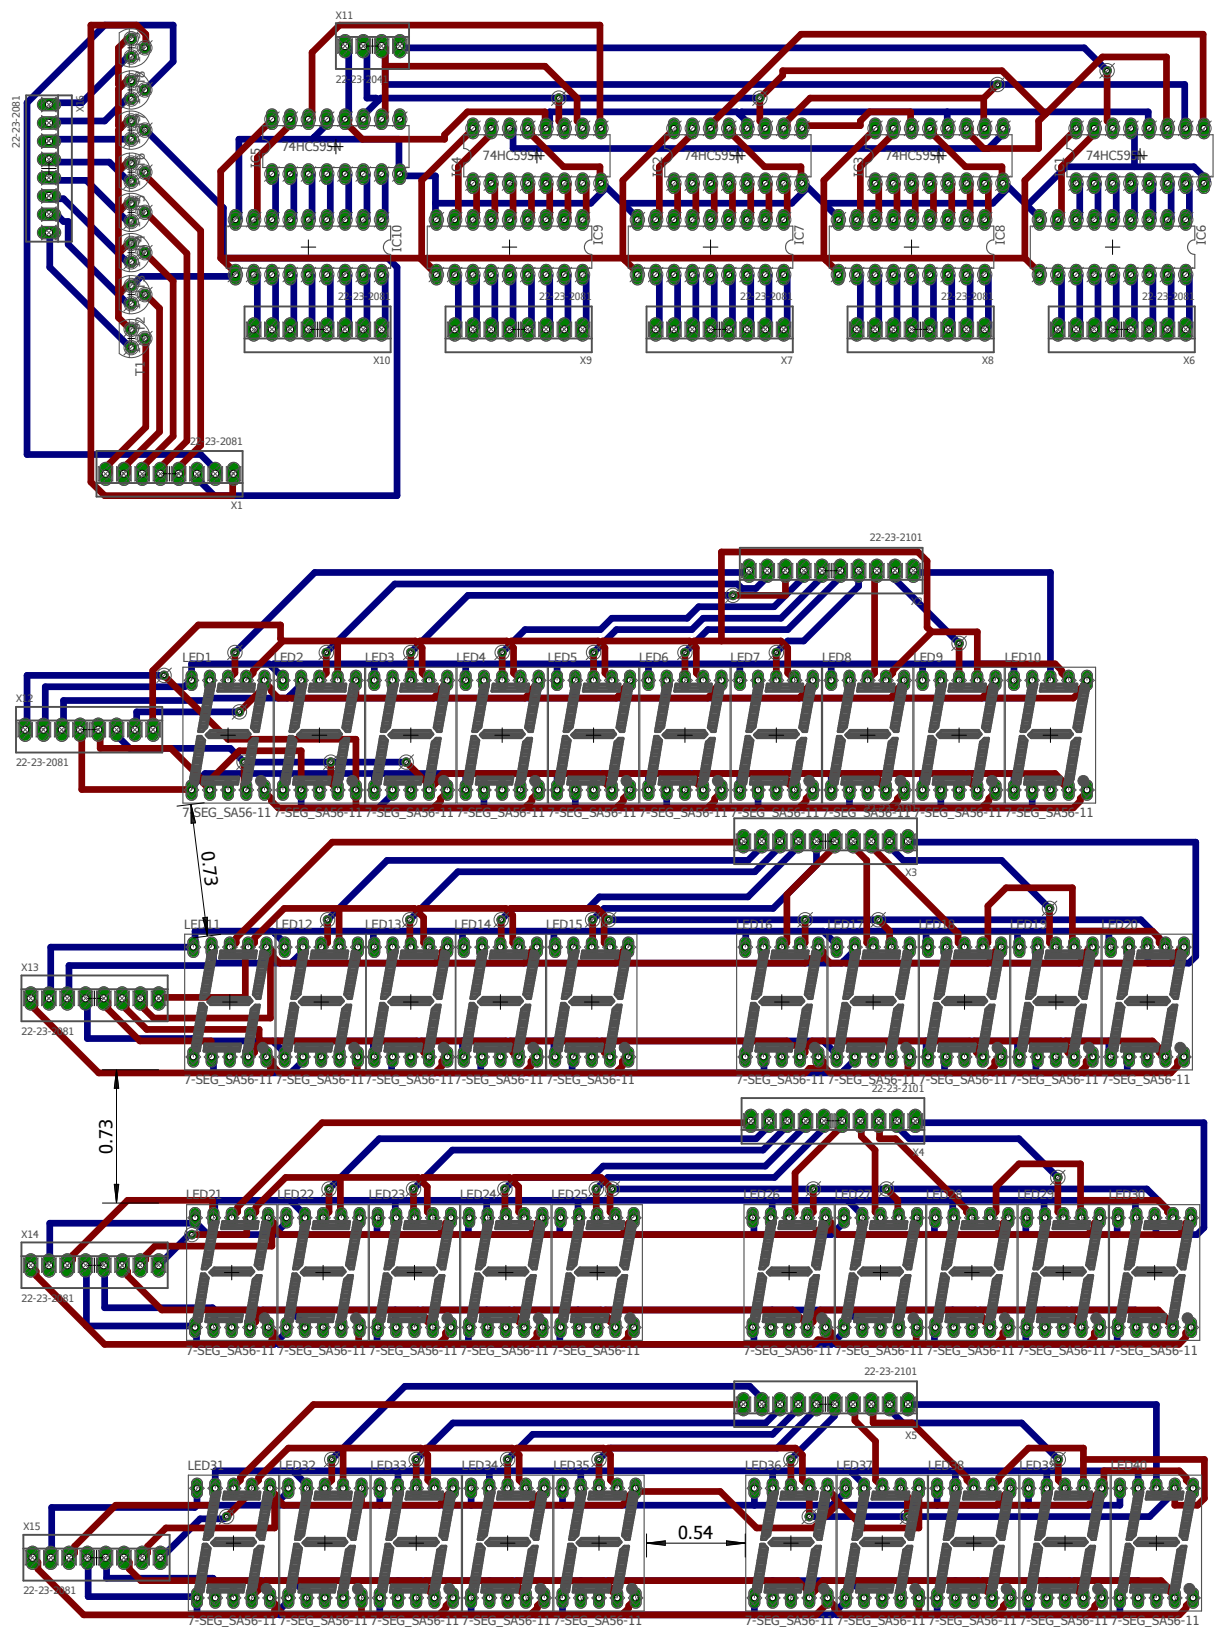 X11
22-23-2081
74HC595N
74HC595N
74HC595N
74HC595N
74HC595N
IC5
IC4
IC2
IC3
IC1
IC10
IC9
IC7
IC8
IC6
22-23-2081
22-23-2081
22-23-2081
22-23-2081
22-23-2081
X10
X9
X7
X8
X6
T1
22-23-2081
X1
22-23-2101
LED1
LED2
LED3
LED4
LED5
LED6
LED7
LED8
LED9
LED10
22-23-2081
7-SEG_SA56-11
7-SEG_SA56-11
7-SEG_SA56-11
7-SEG_SA56-11
7-SEG_SA56-11
7-SEG_SA56-11
7-SEG_SA56-11
7-SEG_SA56-11
7-SEG_SA56-11
7-SEG_SA56-11
0.73
X3
LED11
LED12
LED13
LED14
LED15
LED16
LED17
LED20
X13
22-23-2081
7-SEG_SA56-11
7-SEG_SA56-11
7-SEG_SA56-11
7-SEG_SA56-11
7-SEG_SA56-11
7-SEG_SA56-11
7-SEG_SA56-11
7-SEG_SA56-11
7-SEG_SA56-11
7-SEG_SA56-11
0.73
22-23-2101
X4
LED21
LED22
LED23
LED24
LED25
LED26
LED27
LED28
LED29
LED30
X14
22-23-2081
7-SEG_SA56-11
7-SEG_SA56-11
7-SEG_SA56-11
7-SEG_SA56-11
7-SEG_SA56-11
7-SEG_SA56-11
7-SEG_SA56-11
7-SEG_SA56-11
7-SEG_SA56-11
7-SEG_SA56-11
22-23-2101
X5
LED31
LED32
LED33
LED34
LED35
LED36
LED37
X15
22-23-2081
0.54
7-SEG_SA56-11
7-SEG_SA56-11
7-SEG_SA56-11
7-SEG_SA56-11
7-SEG_SA56-11
7-SEG_SA56-11
7-SEG_SA56-11
7-SEG_SA56-11
7-SEG_SA56-11
7-SEG_SA56-11